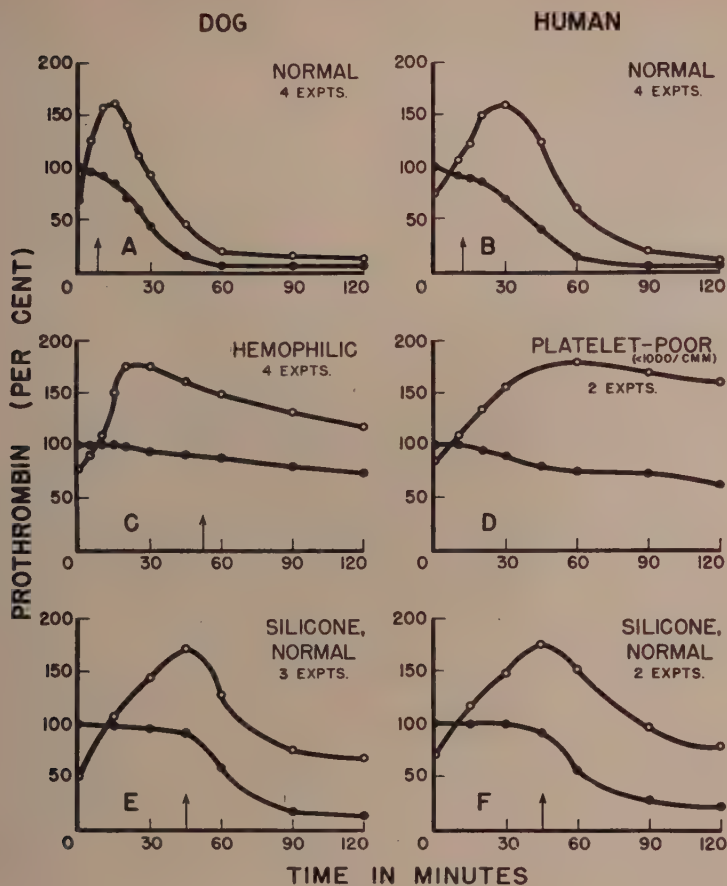 DOG
HUMAN
PROTHROMBIN (PER CENT)
200
150
100
50
0 30 60 90 120
NORMAL
4 EXPTS.
A
200
150
100
50
0 30 60 90 120
NORMAL
4 EXPTS.
B
200
150
100
50
0 30 60 90 120
HEMOPHILIC
4 EXPTS.
C
200
150
100
50
0 30 60 90 120
PLATELET-POOR
(<1000/CMM)
2 EXPTS.
D
200
150
100
50
0 30 60 90 120
SILICONE,
NORMAL
3 EXPTS.
E
200
150
100
50
0 30 60 90 120
SILICONE,
NORMAL
2 EXPTS.
F
TIME IN MINUTES